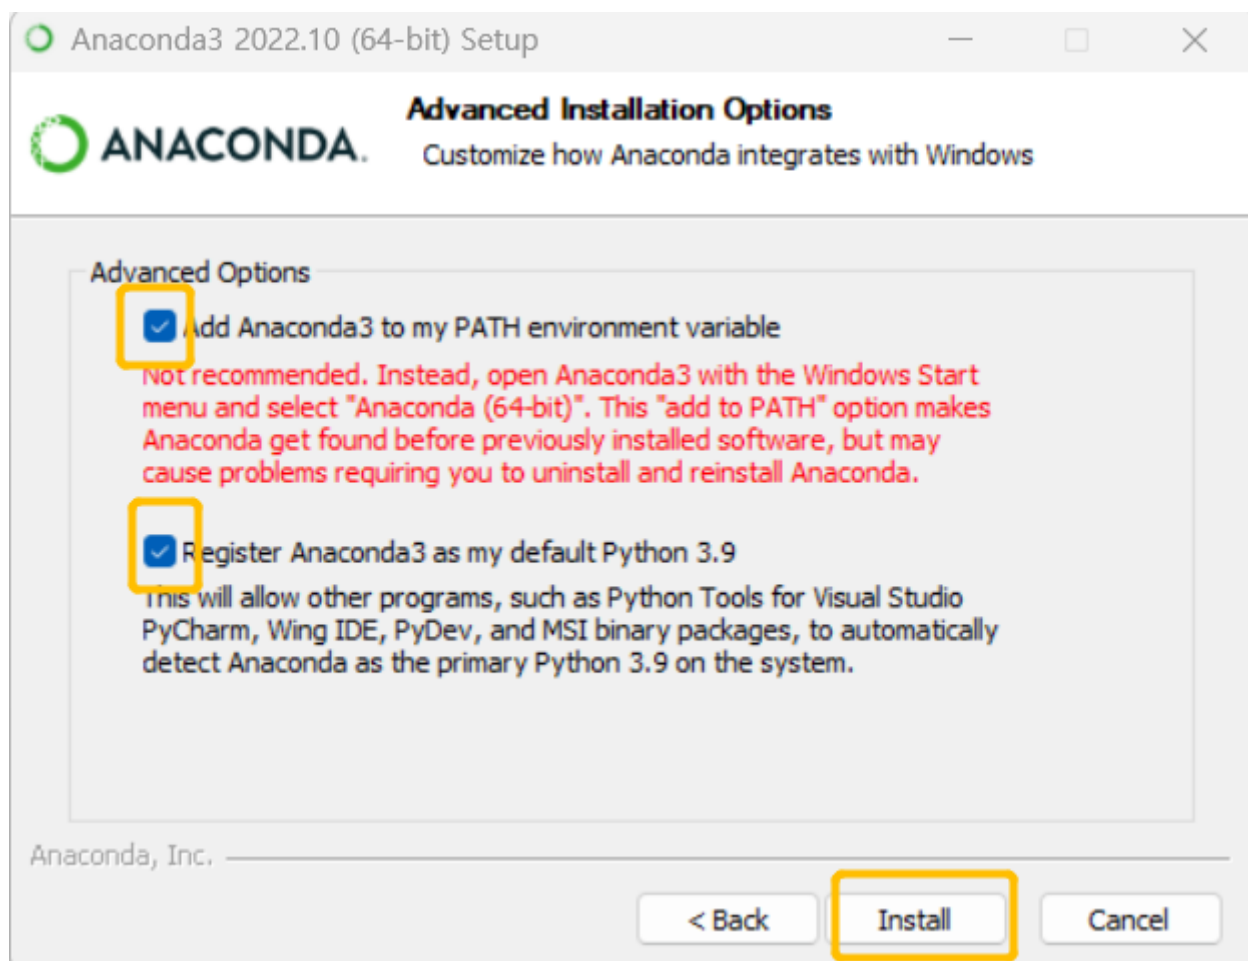 Anaconda3 2022.10 (64-bit) Setup
ANACONDA.
Advanced Installation Options
Customize how Anaconda integrates with Windows
Advanced Options
Add Anaconda3 to my PATH environment variable
Not recommended. Instead, open Anaconda3 with the Windows Start
menu and select "Anaconda (64-bit)". This "add to PATH" option makes
Anaconda get found before previously installed software, but may
cause problems requiring you to uninstall and reinstall Anaconda.
Register Anaconda3 as my default Python 3.9
This will allow other programs, such as Python Tools for Visual Studio
PyCharm, Wing IDE, PyDev, and MSI binary packages, to automatically
detect Anaconda as the primary Python 3.9 on the system.
Anaconda, Inc.
< Back Install Cancel